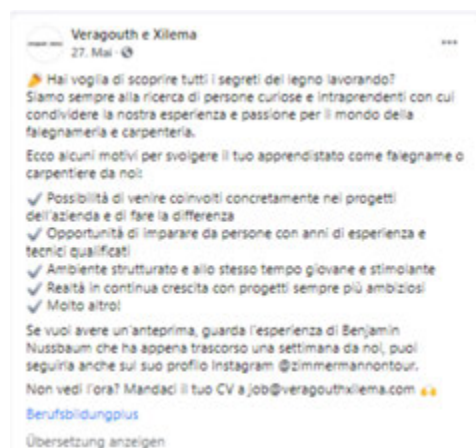 Veragouth e Xilema
27. Mai ·
Hai voglia di scoprire tutti i segreti del legno lavorando?
Siamo sempre alla ricerca di persone curiose e intraprendenti con cui
condividere la nostra esperienza e passione per il mondo della
falegnameria e carpenteria.
Ecco alcuni motivi per svolgere il tuo apprendistato come falegname o
carpentiere da noi:
✓ Possibilità di venire coinvolti concretamente nei progetti
dell'azienda e di fare la differenza
✓ Opportunità di imparare da persone con anni di esperienza e
tecnici qualificati
✓ Ambiente strutturato e allo stesso tempo giovane e stimolante
✓ Realtà in continua crescita con progetti sempre più ambiziosi
✓ Molto altro!
Se vuoi avere un'anteprima, guarda l'esperienza di Benjamin
Nussbaum che ha appena trascorso una settimana da noi, puoi
seguirla anche sul suo profilo Instagram @zimmermannontour.
Non vedi l'ora? Mandaci il tuo CV a job@veragouthxilema.com 🙌
Berufsbildungplus
Übersetzung anzeigen